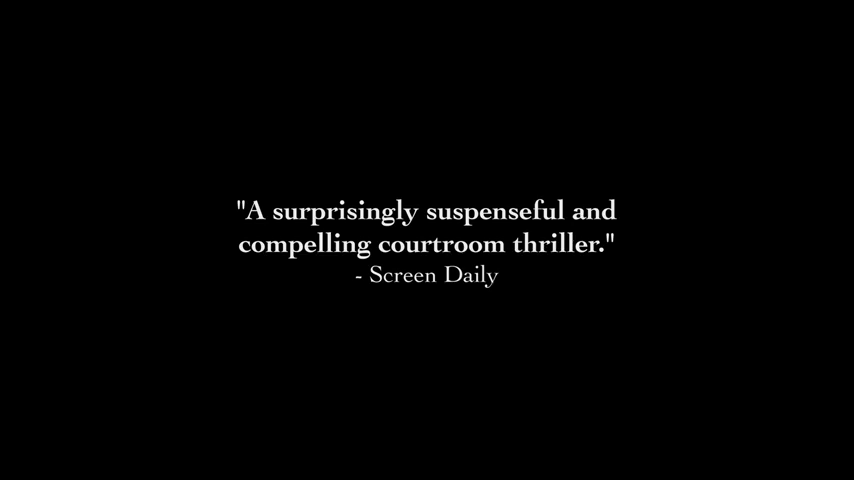 "A surprisingly suspenseful and
compelling courtroom thriller."
- Screen Daily